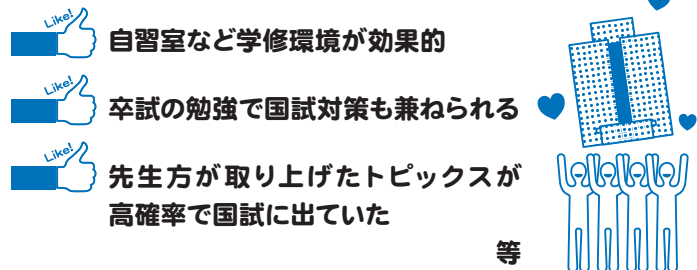 Like!
自習室など学修環境が効果的
Like!
卒試の勉強で国試対策も兼ねられる
Like!
先生方が取り上げたトピックスが
高確率で国試に出ていた
等